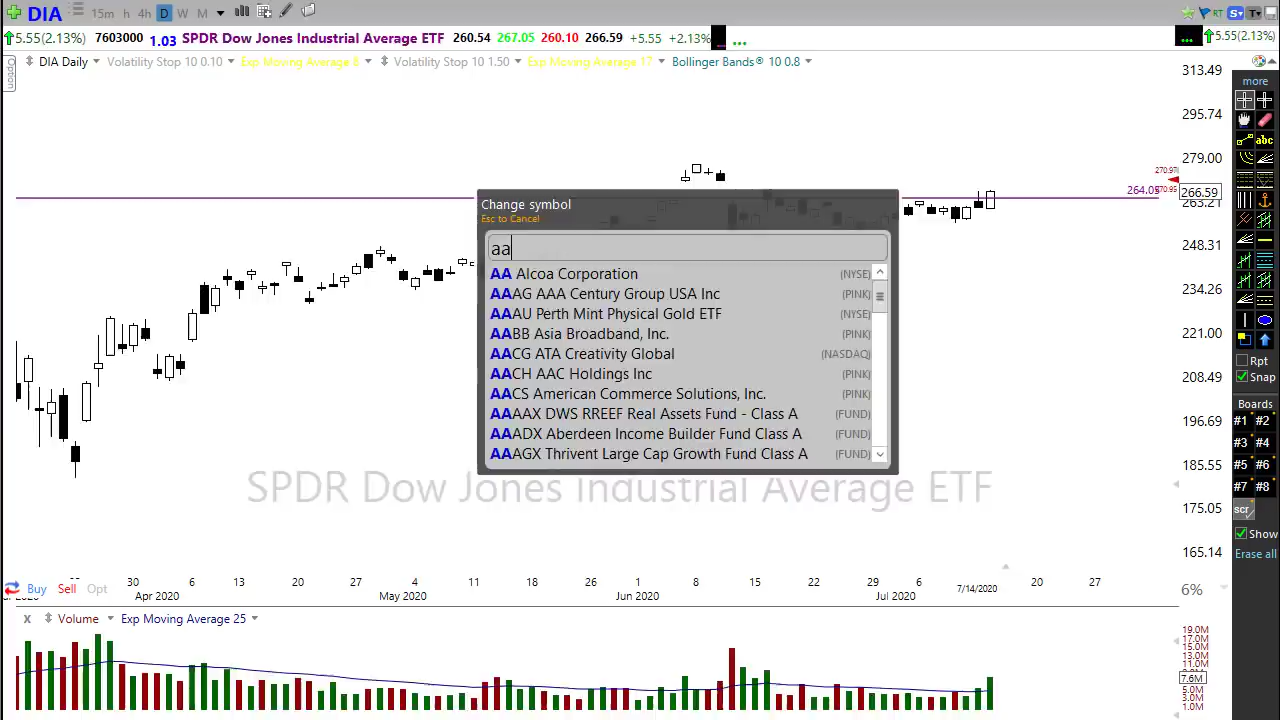 DIA 15m h 4h D W M
RT S T
5.55(2.13%) 7603000 1.03 SPDR Dow Jones Industrial Average ETF 260.54 267.05 260.10 266.59 +5.55 +2.13% ... ... 5.55(2.13%)
Option
DIA Daily Volatility Stop 10 0.10 Exp Moving Average 8 Volatility Stop 10 1.50 Exp Moving Average 17 Bollinger Bands® 10 0.8
313.49
295.74
279.00
264.05
266.59
263.21
248.31
234.26
221.00
208.49
196.69
185.55
175.05
165.14
more
abc
Rpt
Snap
Boards
#1 #2
#3 #4
#5 #6
#7 #8
scr
Show
Erase all
Change symbol
Esc to Cancel
aa
AA Alcoa Corporation (NYSE)
AAAG AAA Century Group USA Inc (PINK)
AAAU Perth Mint Physical Gold ETF (NYSE)
AABB Asia Broadband, Inc. (PINK)
AACG ATA Creativity Global (NASDAQ)
AACH AAC Holdings Inc (PINK)
AACS American Commerce Solutions, Inc. (PINK)
AAAAX DWS RREEF Real Assets Fund - Class A (FUND)
AAADX Aberdeen Income Builder Fund Class A (FUND)
AAAGX Thrivent Large Cap Growth Fund Class A (FUND)
SPDR Dow Jones Industrial Average ETF
Buy Sell Opt
30 6 13 20 27 4 11 18 26 1 8 15 22 29 6 7/14/2020 20 27
Apr 2020 May 2020 Jun 2020 Jul 2020
6%
x Volume Exp Moving Average 25
19.0M
17.0M
15.0M
13.0M
11.0M
9.0M
7.6M
5.0M
3.0M
1.0M